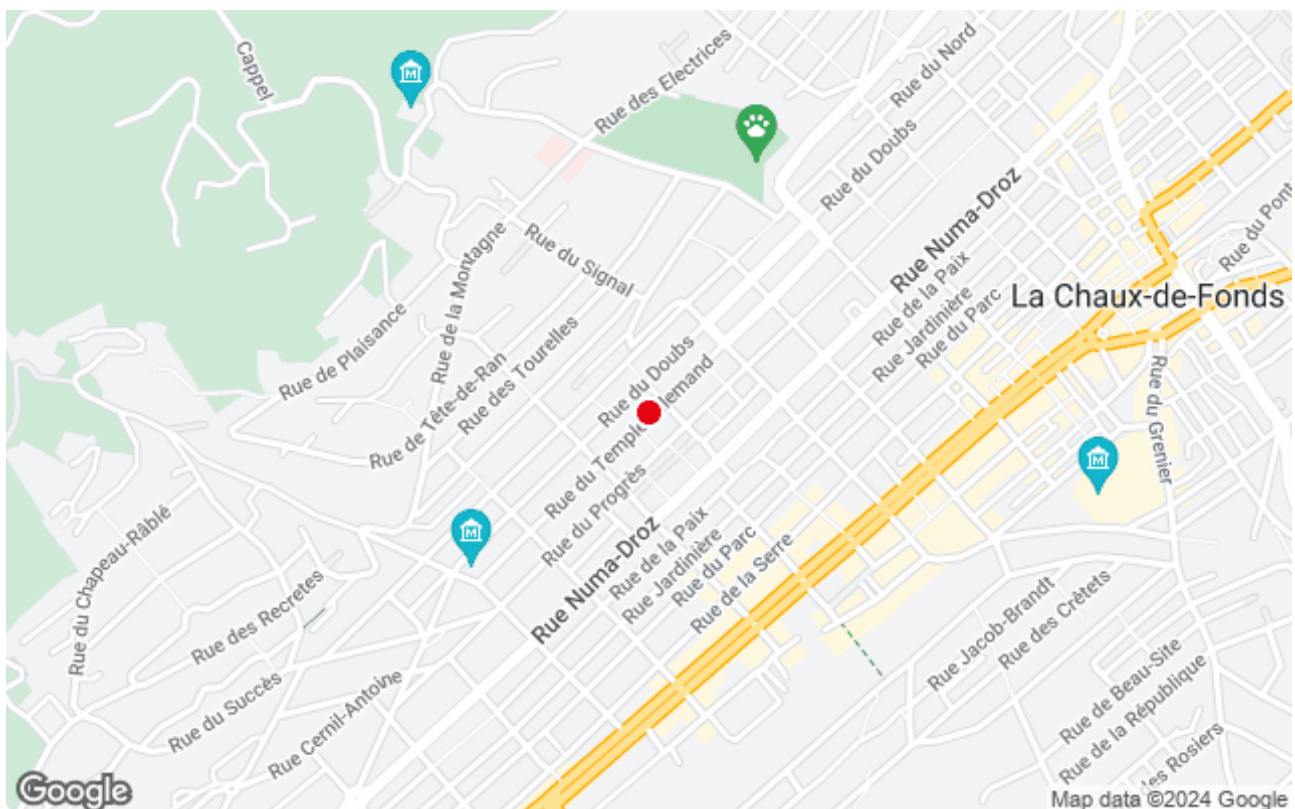 Cappel
Rue des Electrices
Rue du Nord
Rue du Doubs
Rue Numa-Droz
Rue du Pont
Rue du Signal
Rue de la Montagne
Rue de Plaisance
Rue de la Paix
Rue Jardinière
Rue du Parc
La Chaux-de-Fonds
Rue des Tourelles
Rue de Tête-de-Ran
Rue du Doubs
Rue du Temple Allemand
Rue du Grenier
Rue du Progrès
Rue Numa-Droz
Rue de la Paix
Rue Jardinière
Rue du Parc
Rue de la Serre
Rue du Chapeau-Râblé
Rue des Recretes
Rue du Succès
Rue Cernil-Antoine
Rue Jacob-Brandt
Rue des Crêtets
Rue de Beau-Site
Rue de la République
des Rosiers
Google
Map data ©2024 Google